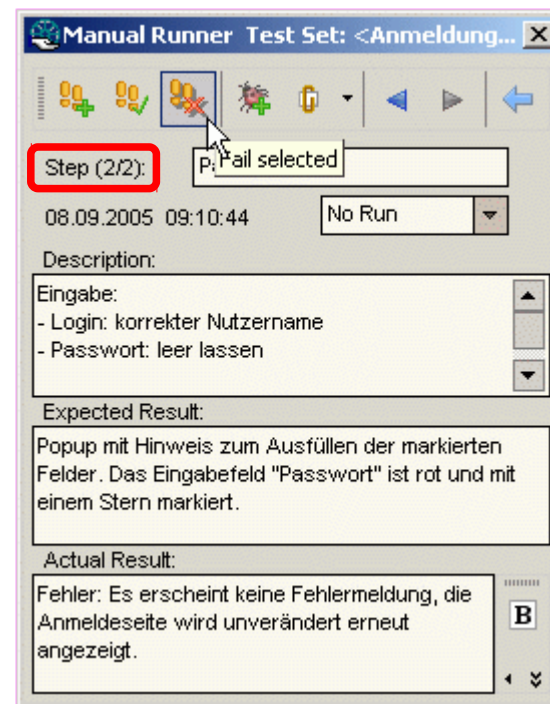 Manual Runner Test Set: <Anmeldung...
Fail selected
Step (2/2):
08.09.2005 09:10:44
No Run
Description:
Eingabe:
- Login: korrekter Nutzername
- Passwort: leer lassen
Expected Result:
Popup mit Hinweis zum Ausfüllen der markierten
Felder. Das Eingabefeld "Passwort" ist rot und mit
einem Stern markiert.
Actual Result:
Fehler: Es erscheint keine Fehlermeldung, die
Anmeldeseite wird unverändert erneut
angezeigt.
B